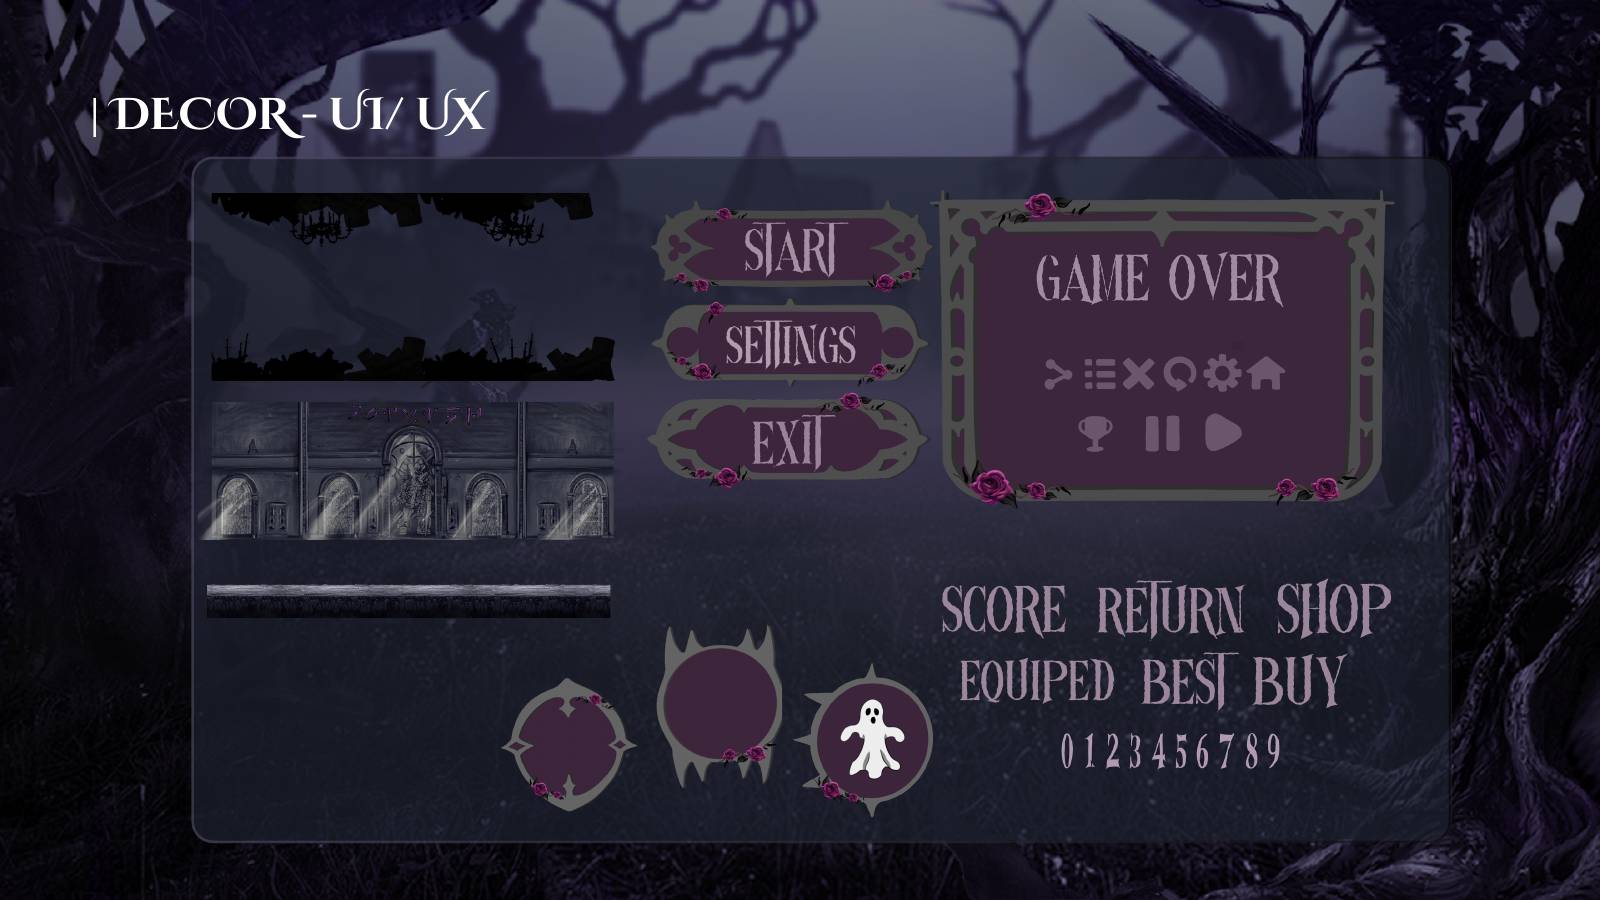 | DECOR - UI/ UX
START
SETTINGS
EXIT
GAME OVER
SCORE RETURN SHOP
EQUIPED BEST BUY
0 1 2 3 4 5 6 7 8 9